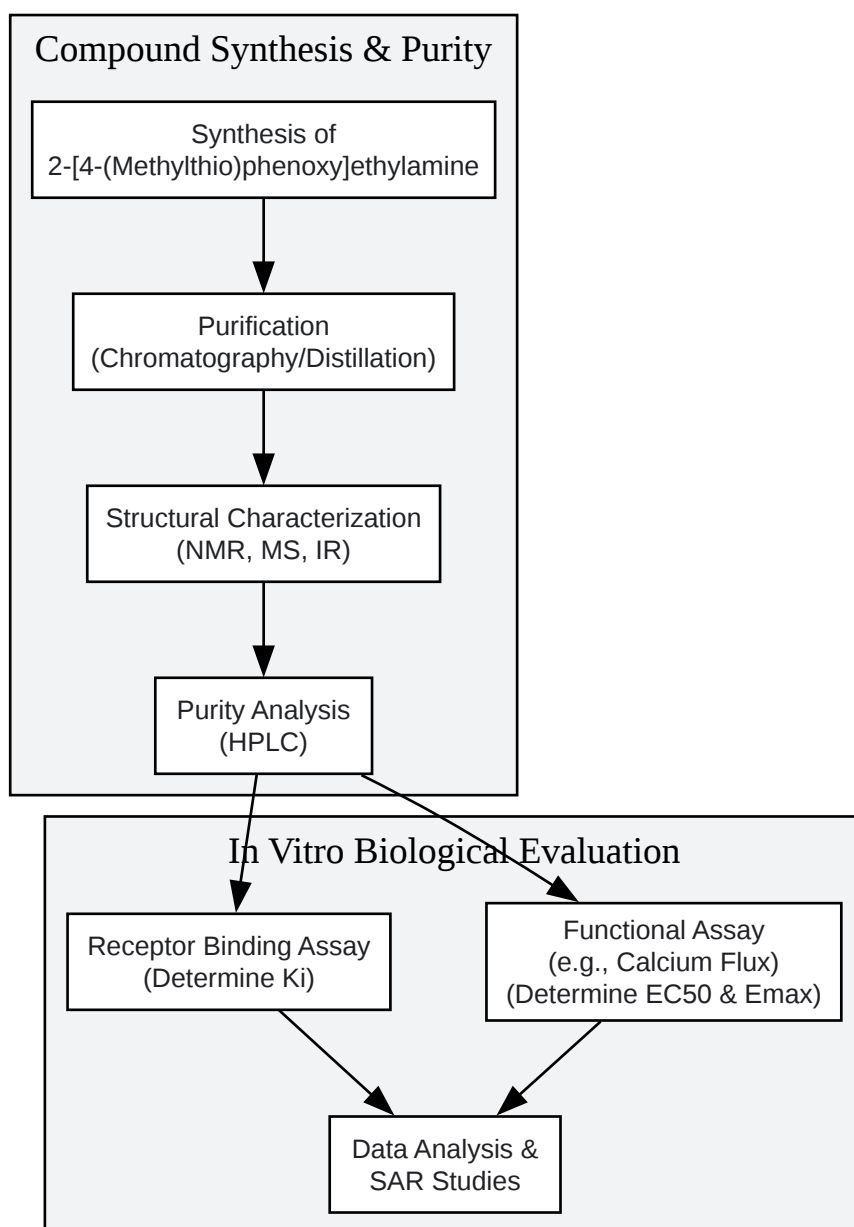 Compound Synthesis & Purity
Synthesis of
2-[4-(Methylthio)phenoxy]ethylamine
Purification
(Chromatography/Distillation)
Structural Characterization
(NMR, MS, IR)
Purity Analysis
(HPLC)
In Vitro Biological Evaluation
Receptor Binding Assay
(Determine Ki)
Functional Assay
(e.g., Calcium Flux)
(Determine EC50 & Emax)
Data Analysis &
SAR Studies